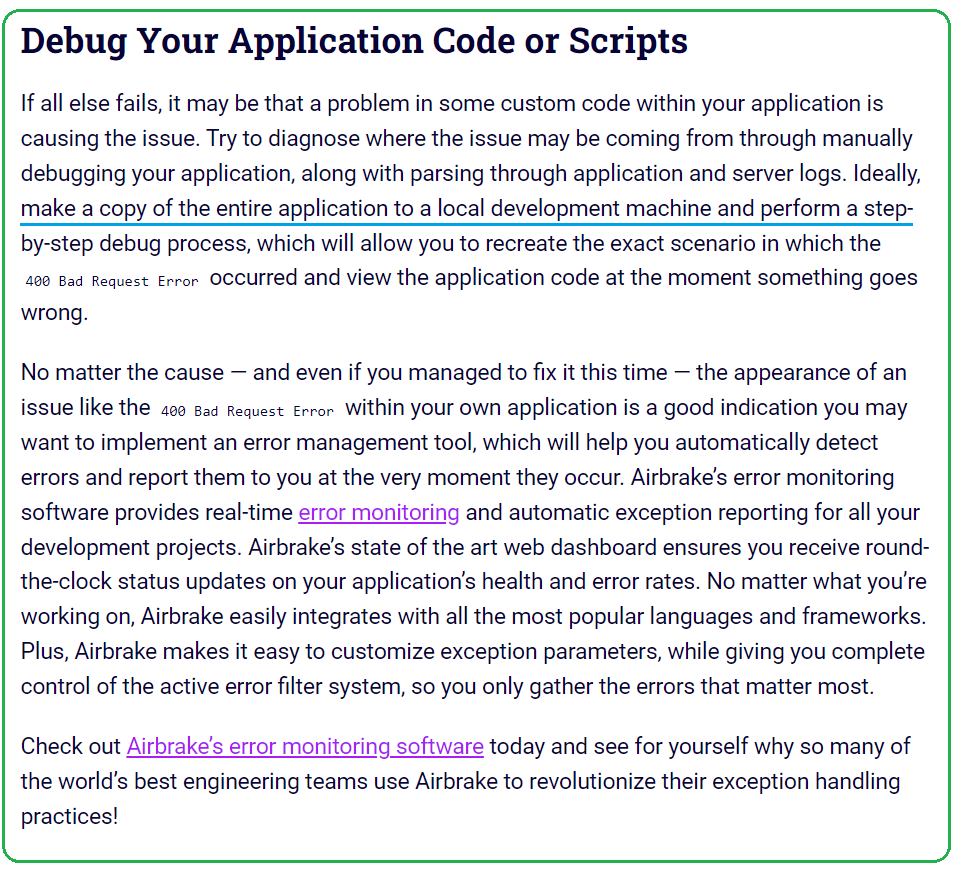 Debug Your Application Code or Scripts
If all else fails, it may be that a problem in some custom code within your application is
causing the issue. Try to diagnose where the issue may be coming from through manually
debugging your application, along with parsing through application and server logs. Ideally,
make a copy of the entire application to a local development machine and perform a step-
by-step debug process, which will allow you to recreate the exact scenario in which the
400 Bad Request Error occurred and view the application code at the moment something goes
wrong.
No matter the cause — and even if you managed to fix it this time — the appearance of an
issue like the 400 Bad Request Error within your own application is a good indication you may
want to implement an error management tool, which will help you automatically detect
errors and report them to you at the very moment they occur. Airbrake’s error monitoring
software provides real-time error monitoring and automatic exception reporting for all your
development projects. Airbrake’s state of the art web dashboard ensures you receive round-
the-clock status updates on your application’s health and error rates. No matter what you’re
working on, Airbrake easily integrates with all the most popular languages and frameworks.
Plus, Airbrake makes it easy to customize exception parameters, while giving you complete
control of the active error filter system, so you only gather the errors that matter most.
Check out Airbrake’s error monitoring software today and see for yourself why so many of
the world’s best engineering teams use Airbrake to revolutionize their exception handling
practices!